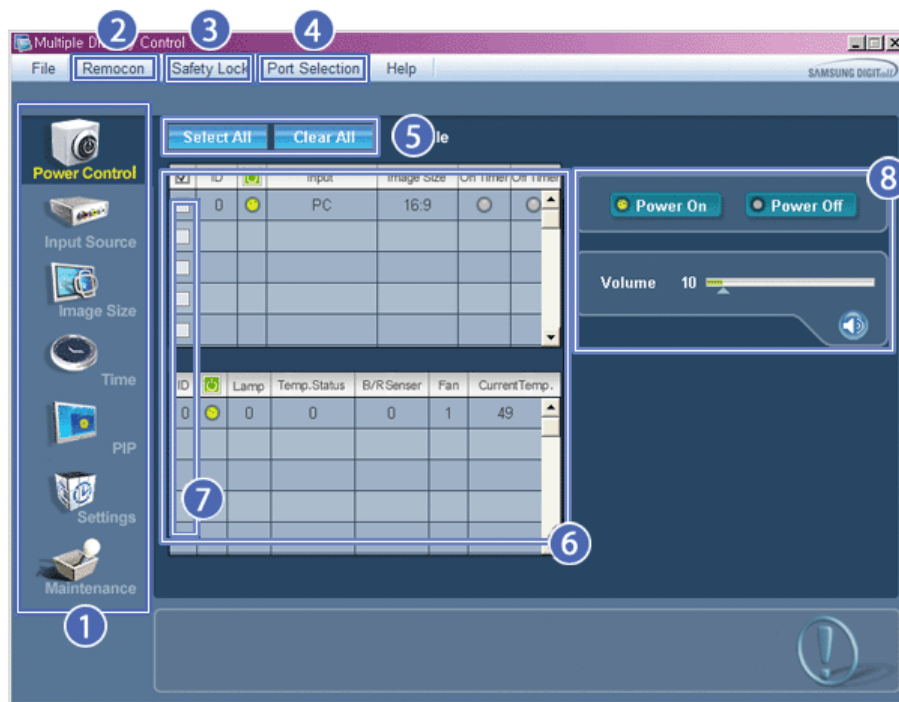 2 3 4
Multiple Di Control
File Remocon Safety Lock Port Selection Help SAMSUNG DIGITall
Select All Clear All 5 le
Power Control
Input Source
Image Size
Time
PIP
Settings
Maintenance
1
ID Input Image Size On Timer Off Timer
0 PC 16:9
ID Lamp Temp.Status B/RSenser Fan CurrentTemp.
0 0 0 0 1 49
7
6
8
Power On Power Off
Volume 10